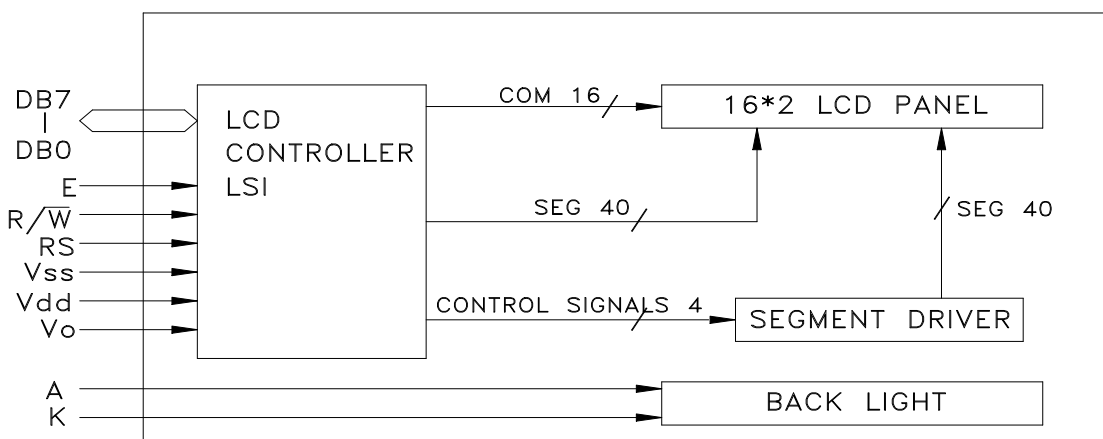 DB7
DB0
E
R/W̅
RS
Vss
Vdd
Vo
A
K
LCD
CONTROLLER
LSI
COM 16
SEG 40
CONTROL SIGNALS 4
16*2 LCD PANEL
SEG 40
SEGMENT DRIVER
BACK LIGHT